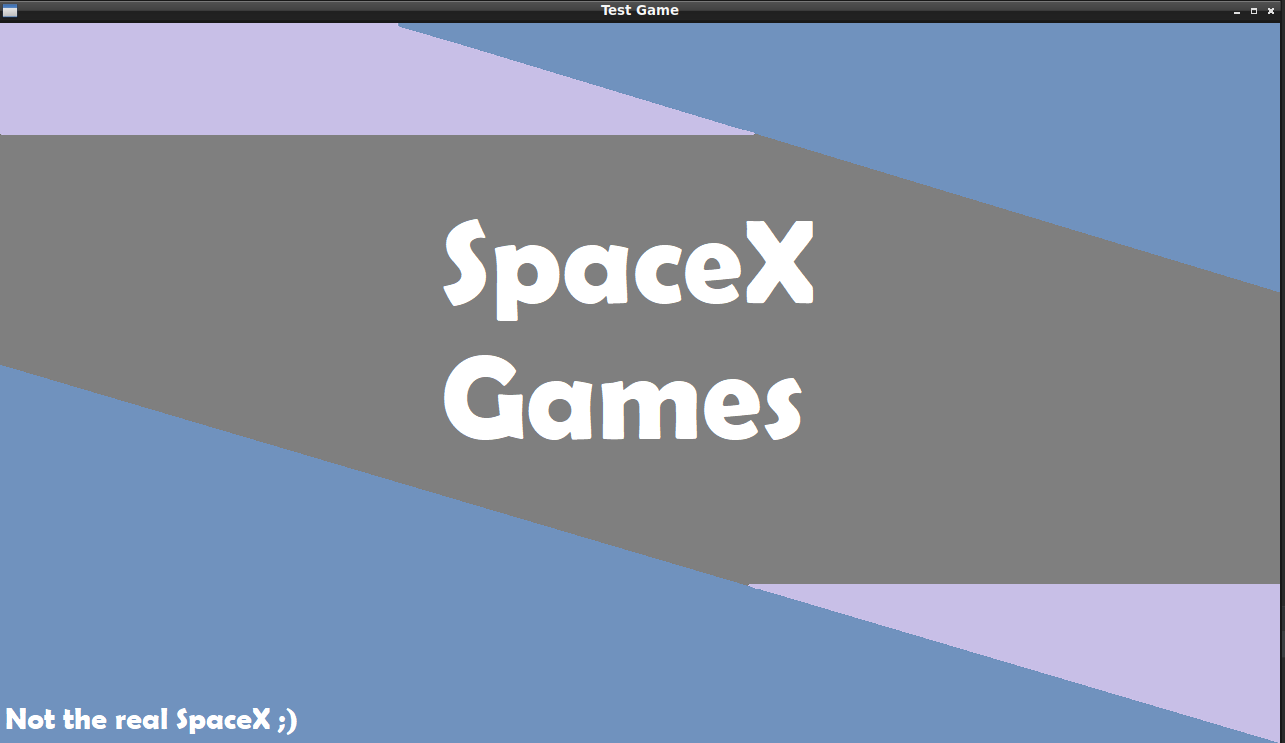 Test Game
SpaceX
Games
Not the real SpaceX ;)